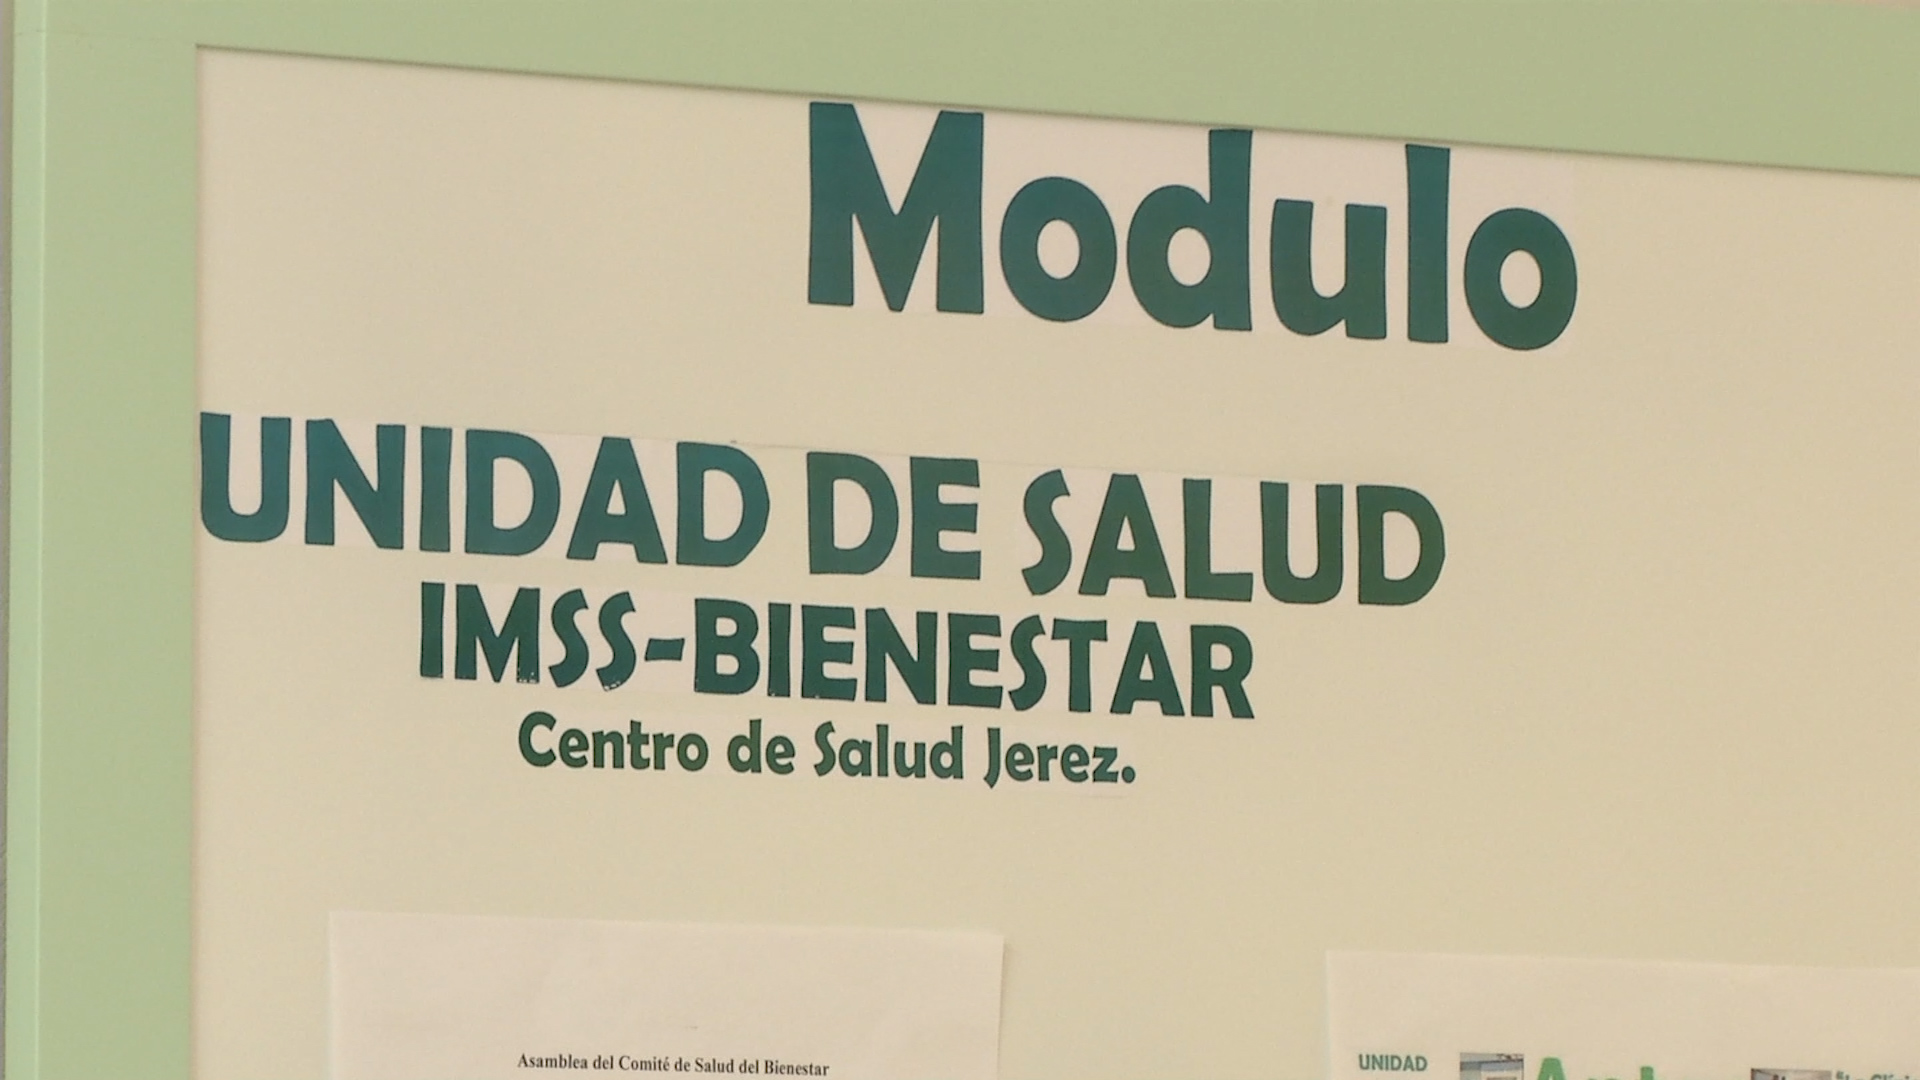 Modulo
UNIDAD DE SALUD
IMSS-BIENESTAR
Centro de Salud Jerez.
Asamblea del Comité de Salud del Bienestar
UNIDAD